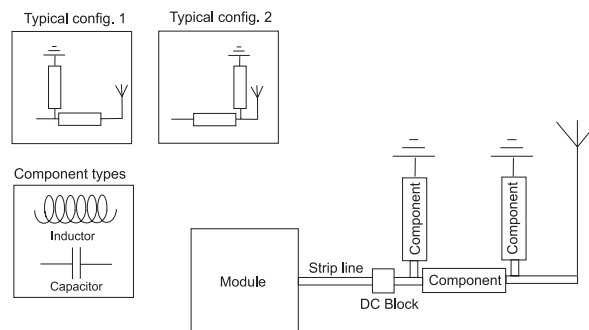 Typical config. 1
Typical config. 2
Component types
Inductor
Capacitor
Module
Strip line
DC Block
Component
Component
Component